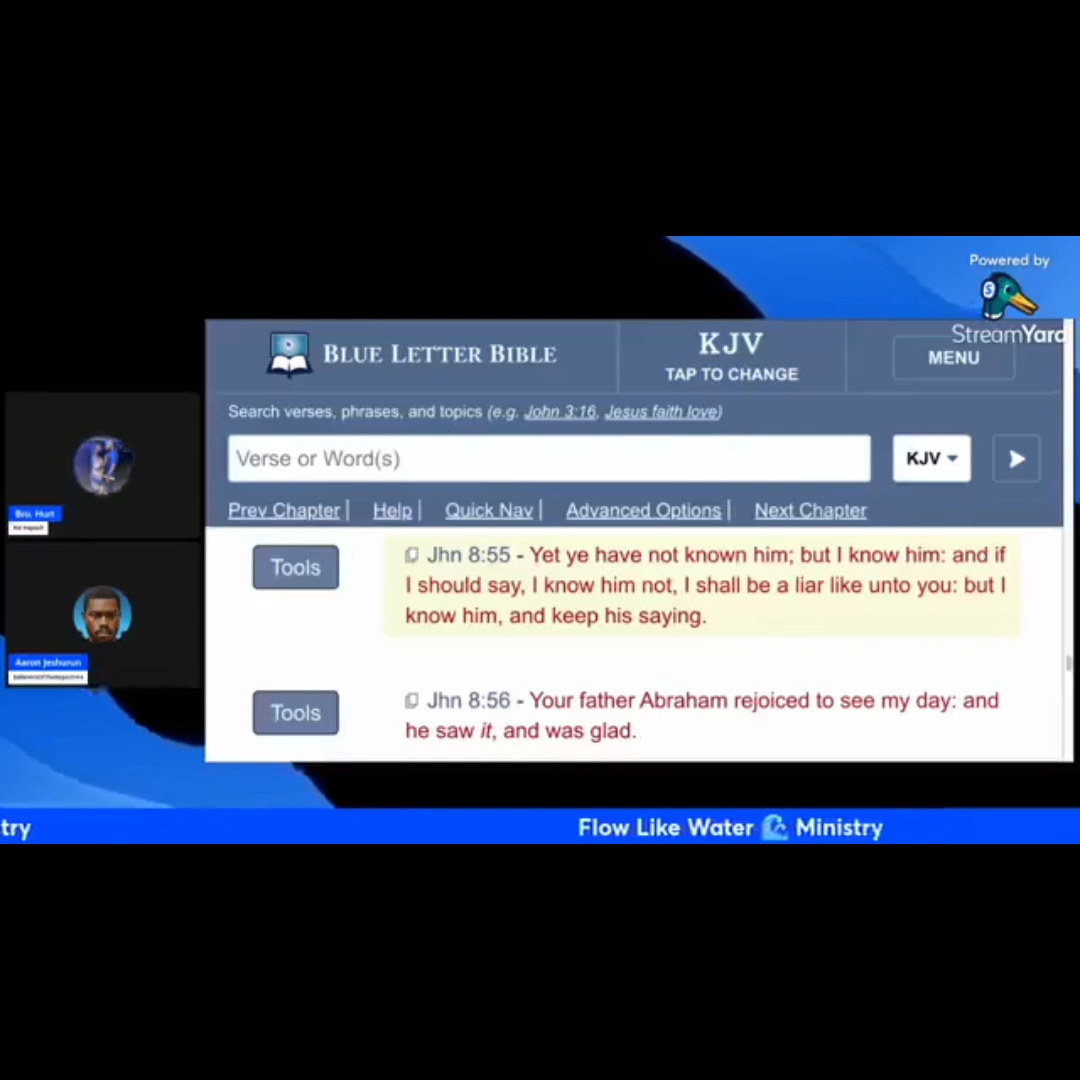 Powered by
StreamYard
BLUE LETTER BIBLE
KJV
TAP TO CHANGE
MENU
Search verses, phrases, and topics (e.g. John 3:16, Jesus faith love)
Verse or Word(s)
KJV
Prev Chapter | Help | Quick Nav | Advanced Options | Next Chapter
Tools
Jhn 8:55 - Yet ye have not known him; but I know him: and if
I should say, I know him not, I shall be a liar like unto you: but I
know him, and keep his saying.
Tools
Jhn 8:56 - Your father Abraham rejoiced to see my day: and
he saw it, and was glad.
Bro. Hurt
Aaron Jeshurun
try
Flow Like Water 🌊 Ministry